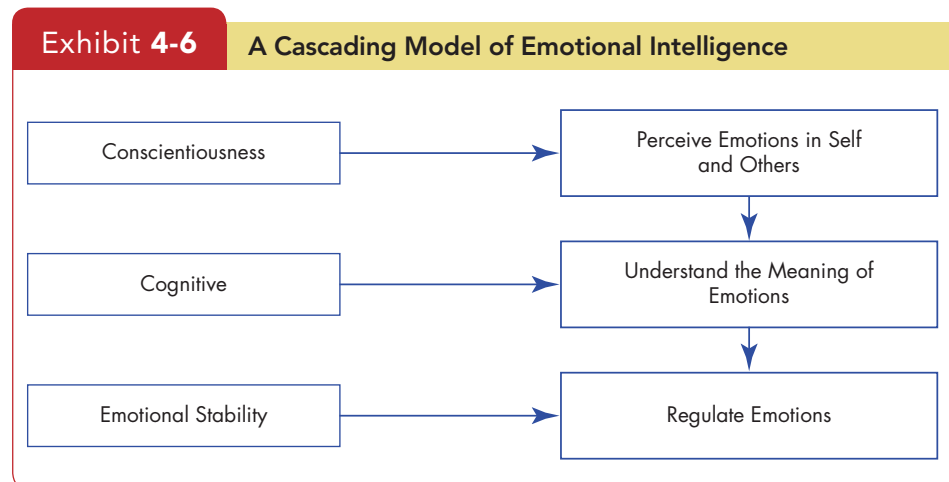 Exhibit 4-6
A Cascading Model of Emotional Intelligence
Conscientiousness
Perceive Emotions in Self
and Others
Cognitive
Understand the Meaning of
Emotions
Emotional Stability
Regulate Emotions